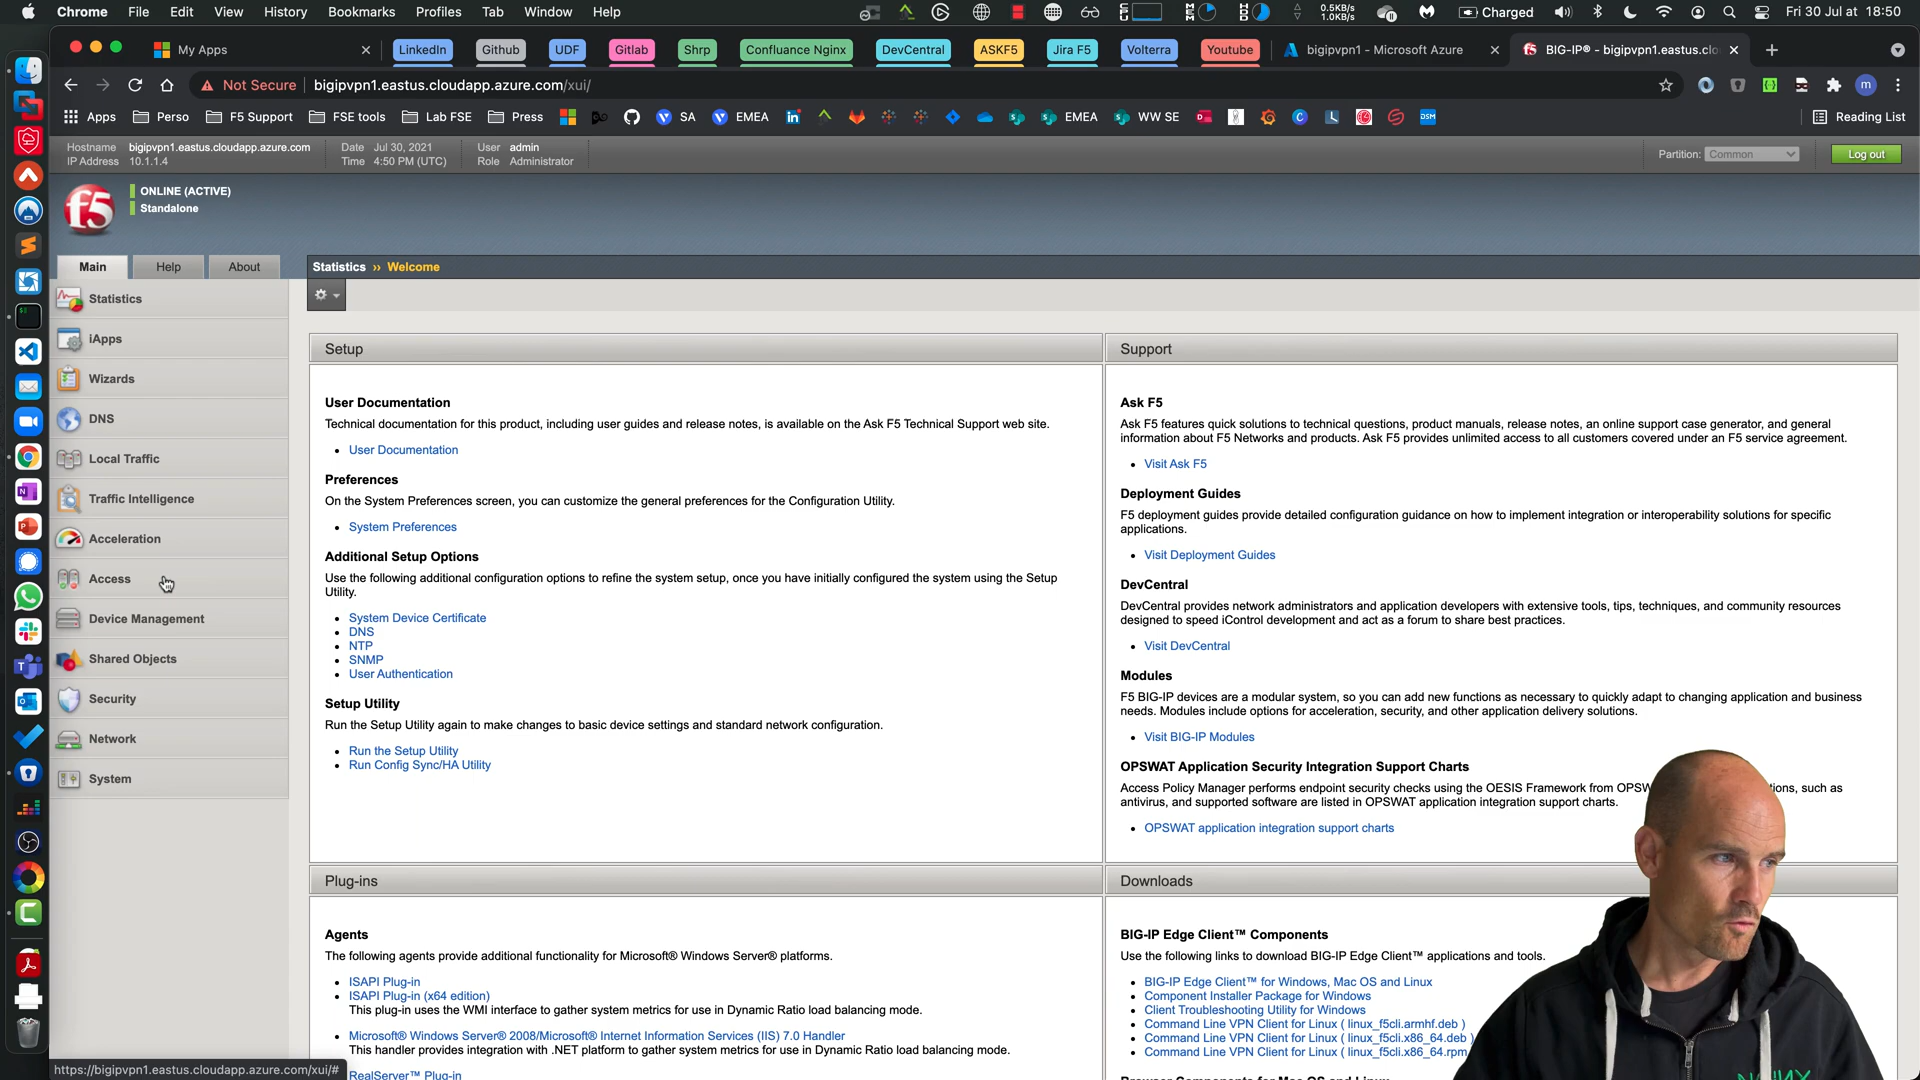 Chrome File Edit View History Bookmarks Profiles Tab Window Help 0.5KB/s 1.0KB/s Charged Fri 30 Jul at 18:50
My Apps LinkedIn Github UDF Gitlab Shrp Confluance Nginx DevCentral ASKF5 Jira F5 Volterra Youtube bigipvpn1 - Microsoft Azure BIG-IP® - bigipvpn1.eastus.clo
Not Secure bigipvpn1.eastus.cloudapp.azure.com/xui/
Apps Perso F5 Support FSE tools Lab FSE Press SA EMEA EMEA WW SE Reading List
Hostname bigipvpn1.eastus.cloudapp.azure.com Date Jul 30, 2021 User admin
IP Address 10.1.1.4 Time 4:50 PM (UTC) Role Administrator
Partition: Common Log out
f5
ONLINE (ACTIVE)
Standalone
Main Help About
Statistics ›› Welcome
Statistics
iApps
Wizards
DNS
Local Traffic
Traffic Intelligence
Acceleration
Access
Device Management
Shared Objects
Security
Network
System
Setup
User Documentation
Technical documentation for this product, including user guides and release notes, is available on the Ask F5 Technical Support web site.
• User Documentation
Preferences
On the System Preferences screen, you can customize the general preferences for the Configuration Utility.
• System Preferences
Additional Setup Options
Use the following additional configuration options to refine the system setup, once you have initially configured the system using the Setup
Utility.
• System Device Certificate
• DNS
• NTP
• SNMP
• User Authentication
Setup Utility
Run the Setup Utility again to make changes to basic device settings and standard network configuration.
• Run the Setup Utility
• Run Config Sync/HA Utility
Support
Ask F5
Ask F5 features quick solutions to technical questions, product manuals, release notes, an online support case generator, and general
information about F5 Networks and products. Ask F5 provides unlimited access to all customers covered under an F5 service agreement.
• Visit Ask F5
Deployment Guides
F5 deployment guides provide detailed configuration guidance on how to implement integration or interoperability solutions for specific
applications.
• Visit Deployment Guides
DevCentral
DevCentral provides network administrators and application developers with extensive tools, tips, techniques, and community resources
designed to speed iControl development and act as a forum to share best practices.
• Visit DevCentral
Modules
F5 BIG-IP devices are a modular system, so you can add new functions as necessary to quickly adapt to changing application and business
needs. Modules include options for acceleration, security, and other application delivery solutions.
• Visit BIG-IP Modules
OPSWAT Application Security Integration Support Charts
Access Policy Manager performs endpoint security checks using the OESIS Framework from OPSW tions, such as
antivirus, and supported software are listed in OPSWAT application integration support charts.
• OPSWAT application integration support charts
Plug-ins
Agents
The following agents provide additional functionality for Microsoft® Windows Server® platforms.
• ISAPI Plug-in
• ISAPI Plug-in (x64 edition)
This plug-in uses the WMI interface to gather system metrics for use in Dynamic Ratio load balancing mode.
• Microsoft® Windows Server® 2008/Microsoft® Internet Information Services (IIS) 7.0 Handler
This handler provides integration with .NET platform to gather system metrics for use in Dynamic Ratio load balancing mode.
RealServer™ Plug-in
Downloads
BIG-IP Edge Client™ Components
Use the following links to download BIG-IP Edge Client™ applications and tools.
• BIG-IP Edge Client™ for Windows, Mac OS and Linux
• Component Installer Package for Windows
• Client Troubleshooting Utility for Windows
• Command Line VPN Client for Linux ( linux_f5cli.armhf.deb )
• Command Line VPN Client for Linux ( linux_f5cli.x86_64.deb )
• Command Line VPN Client for Linux ( linux_f5cli.x86_64.rpm
Browser Components for Mac OS and Linux
https://bigipvpn1.eastus.cloudapp.azure.com/xui/#